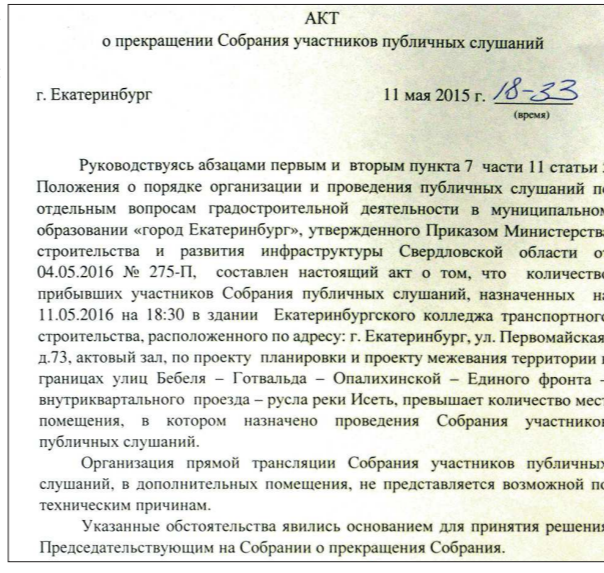 АКТ
о прекращении Собрания участников публичных слушаний
г. Екатеринбург 11 мая 2015 г. 18-33
(время)
Руководствуясь абзацами первым и вторым пункта 7 части 11 статьи
Положения о порядке организации и проведения публичных слушаний по
отдельным вопросам градостроительной деятельности в муниципальном
образовании «город Екатеринбург», утвержденного Приказом Министерства
строительства и развития инфраструктуры Свердловской области от
04.05.2016 № 275-П, составлен настоящий акт о том, что количество
прибывших участников Собрания публичных слушаний, назначенных на
11.05.2016 на 18:30 в здании Екатеринбургского колледжа транспортного
строительства, расположенного по адресу: г. Екатеринбург, ул. Первомайская,
д.73, актовый зал, по проекту планировки и проекту межевания территории в
границах улиц Бебеля – Готвальда – Опалихинской – Единого фронта –
внутриквартального проезда – русла реки Исеть, превышает количество мест
помещения, в котором назначено проведения Собрания участников
публичных слушаний.
Организация прямой трансляции Собрания участников публичных
слушаний, в дополнительных помещения, не представляется возможной по
техническим причинам.
Указанные обстоятельства явились основанием для принятия решения
Председательствующим на Собрании о прекращения Собрания.